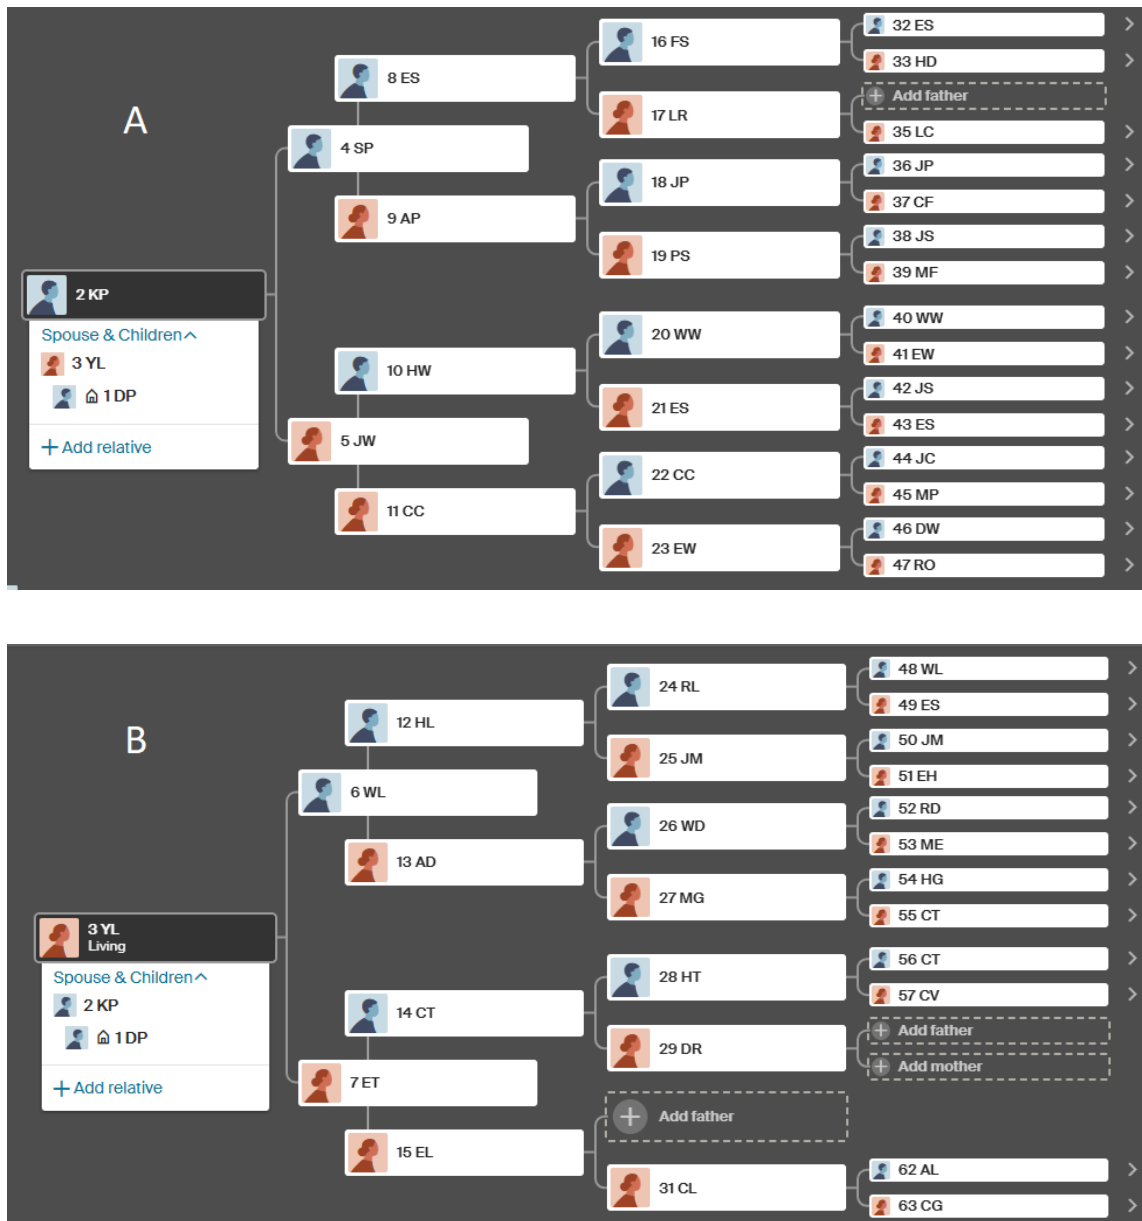 A
2 KP
Spouse & Children
3 YL
1 DP
+ Add relative
4 SP
5 JW
8 ES
9 AP
10 HW
11 CC
16 FS
17 LR
18 JP
19 PS
20 WW
21 ES
22 CC
23 EW
32 ES
33 HD
+ Add father
35 LC
36 JP
37 CF
38 JS
39 MF
40 WW
41 EW
42 JS
43 ES
44 JC
45 MP
46 DW
47 RO
B
3 YL
Living
Spouse & Children
2 KP
1 DP
+ Add relative
6 WL
7 ET
12 HL
13 AD
14 CT
15 EL
24 RL
25 JM
26 WD
27 MG
28 HT
29 DR
+ Add father
31 CL
48 WL
49 ES
50 JM
51 EH
52 RD
53 ME
54 HG
55 CT
56 CT
57 CV
+ Add father
+ Add mother
62 AL
63 CG